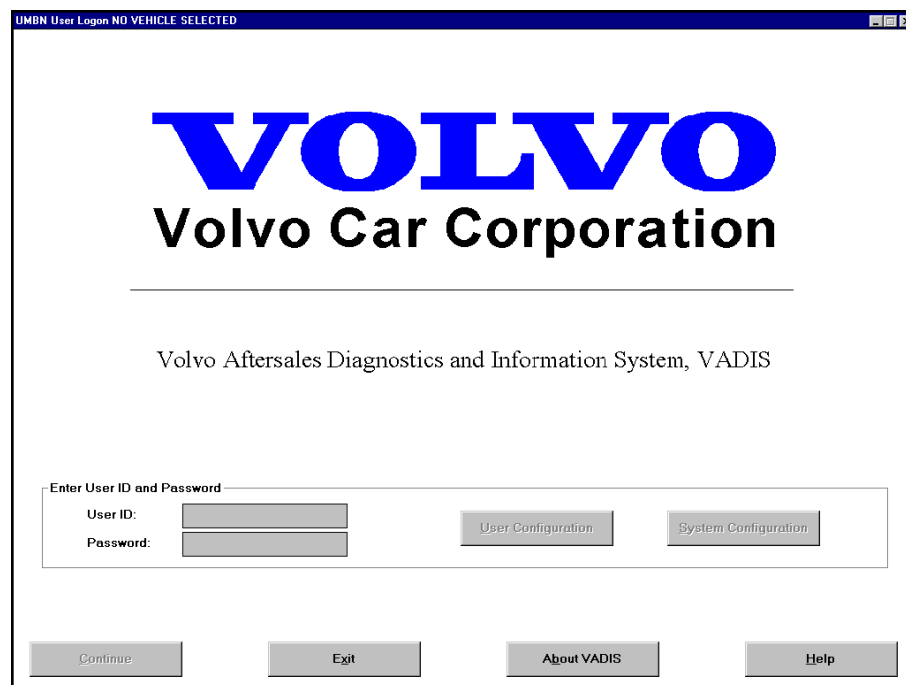 UMBN User Logon NO VEHICLE SELECTED
VOLVO
Volvo Car Corporation
Volvo Aftersales Diagnostics and Information System, VADIS
Enter User ID and Password
User ID:
User Configuration
System Configuration
Password:
Continue
Exit
About VADIS
Help